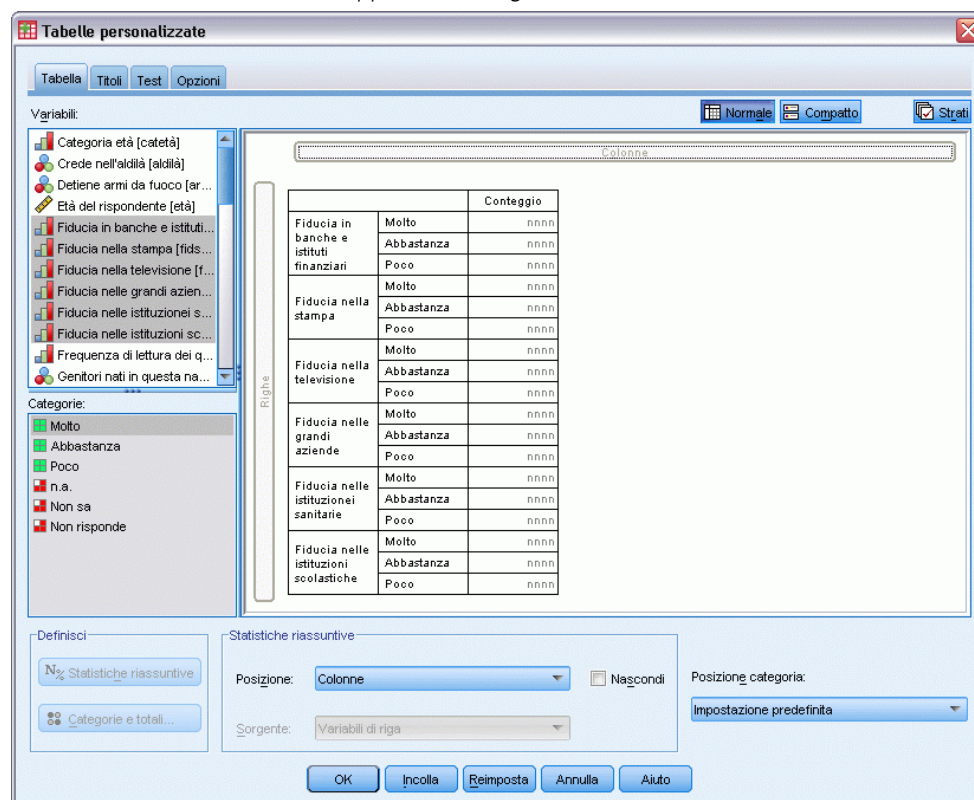 Tabelle personalizzate
Tabella Titoli Test Opzioni
Variabili:
Normale Compatto Strati
Categoria età [catetà]
Crede nell'aldilà [aldilà]
Detiene armi da fuoco [ar...
Età del rispondente [età]
Fiducia in banche e istituti...
Fiducia nella stampa [fids...
Fiducia nella televisione [f...
Fiducia nelle grandi azien...
Fiducia nelle istituzionei s...
Fiducia nelle istituzioni sc...
Frequenza di lettura dei q...
Genitori nati in questa na...
Categorie:
Molto
Abbastanza
Poco
n.a.
Non sa
Non risponde
Colonne
Righe
Conteggio
Fiducia in banche e istituti finanziari
Molto nnnn
Abbastanza nnnn
Poco nnnn
Fiducia nella stampa
Molto nnnn
Abbastanza nnnn
Poco nnnn
Fiducia nella televisione
Molto nnnn
Abbastanza nnnn
Poco nnnn
Fiducia nelle grandi aziende
Molto nnnn
Abbastanza nnnn
Poco nnnn
Fiducia nelle istituzionei sanitarie
Molto nnnn
Abbastanza nnnn
Poco nnnn
Fiducia nelle istituzioni scolastiche
Molto nnnn
Abbastanza nnnn
Poco nnnn
Definisci
N% Statistiche riassuntive
Categorie e totali...
Statistiche riassuntive
Posizione: Colonne Nascondi
Sorgente: Variabili di riga
Posizione categoria:
Impostazione predefinita
OK Incolla Reimposta Annulla Aiuto